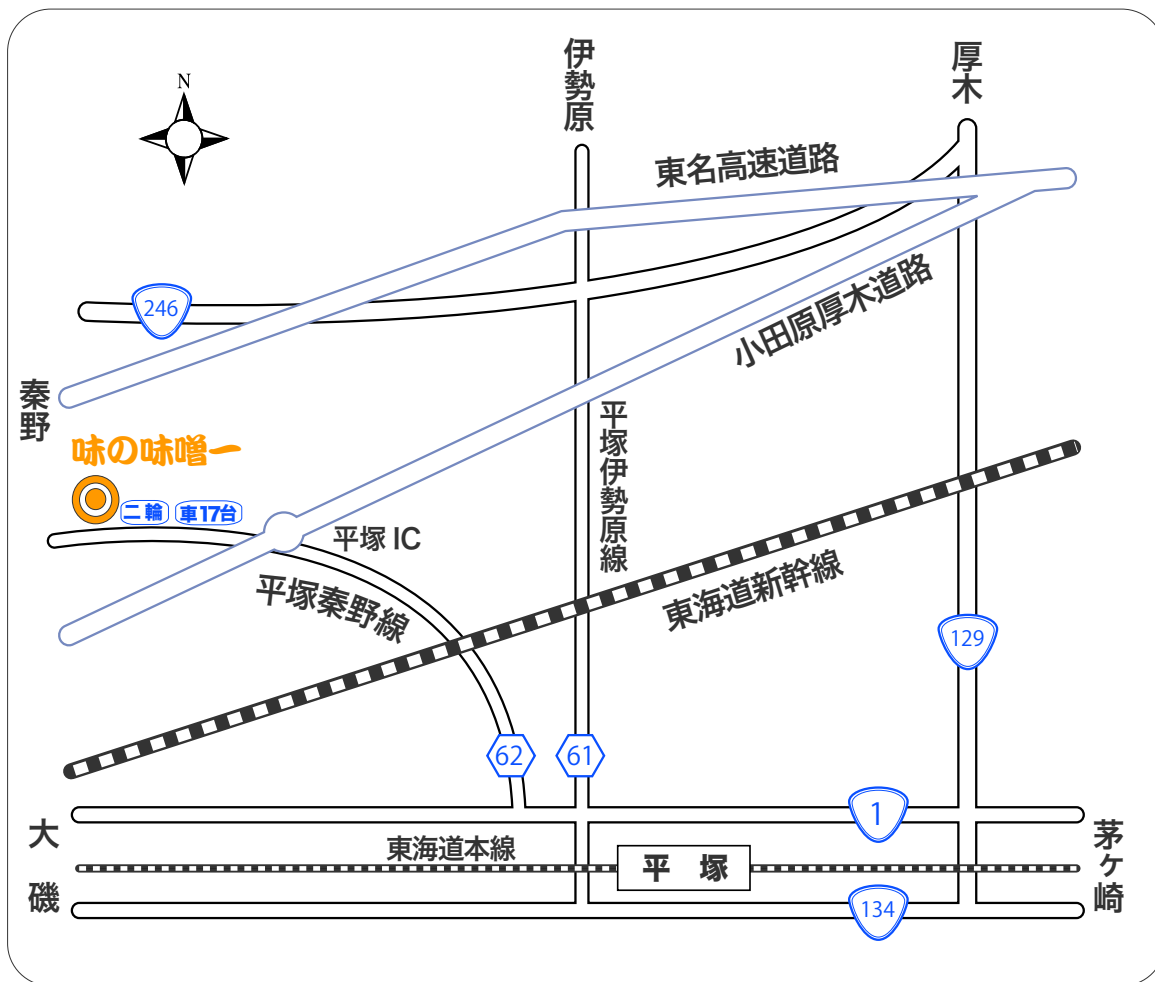 N
伊勢原
厚木
東名高速道路
246
小田原厚木道路
秦野
味の味噌一
二輪 車17台
平塚伊勢原線
平塚 IC
平塚秦野線
東海道新幹線
129
62
61
1
大磯
東海道本線
平塚
茅ヶ崎
134